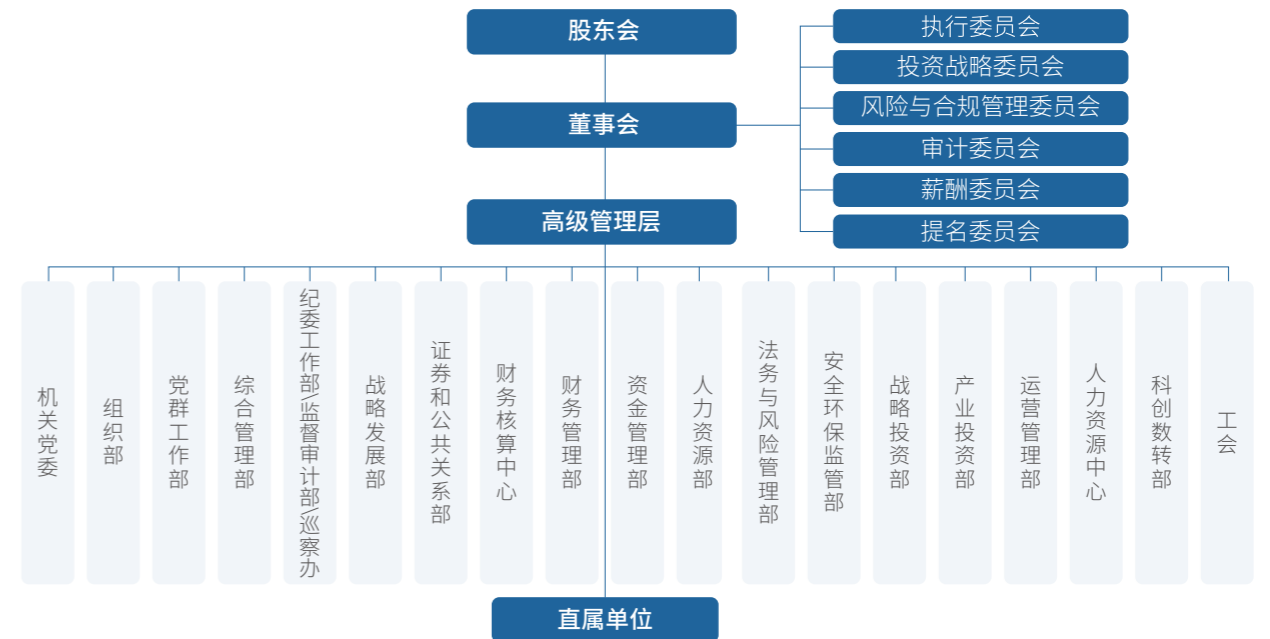 股东会
董事会
高级管理层
执行委员会
投资战略委员会
风险与合规管理委员会
审计委员会
薪酬委员会
提名委员会
机关党委
组织部
党群工作部
综合管理部
纪委工作部/监督审计部/巡察办
战略发展部
证券和公共关系部
财务核算中心
财务管理部
资金管理部
人力资源部
法务与风险管理部
安全环保监管部
战略投资部
产业投资部
运营管理部
人力资源中心
科创数转部
工会
直属单位